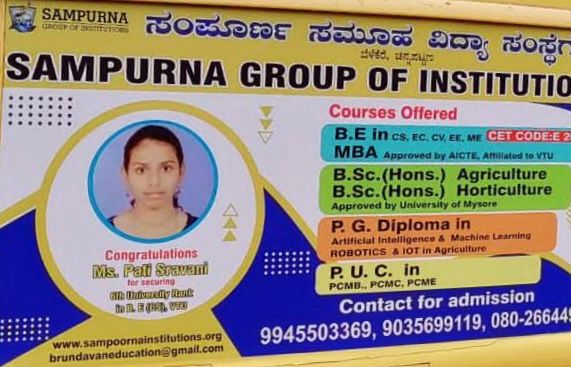 SAMPURNA
GROUP OF INSTITUTIONS
ಸಂಪೂರ್ಣ ಸಮೂಹ ವಿದ್ಯಾ ಸಂಸ್ಥೆಗ
ಬೆಳೆಕೆರೆ, ಚನ್ನಪಟ್ಟಣ
SAMPURNA GROUP OF INSTITUTIO
Courses Offered
B.E in CS, EC, CV, EE, ME CET CODE:E
MBA Approved by AICTE, Affiliated to VTU
B.Sc.(Hons.) Agriculture
B.Sc.(Hons.) Horticulture
Approved by University of Mysore
P. G. Diploma in
Artificial Intelligence & Machine Learning
ROBOTICS & IOT in Agriculture
P. U. C. in
PCMB., PCMC, PCME
Congratulations
Ms. Pati Sravani
for securing
6th University Rank
in B. E (CS), VTU
www.sampoornainstitutions.org
brundavaneducation@gmail.com
Contact for admission
9945503369, 9035699119, 080-266449